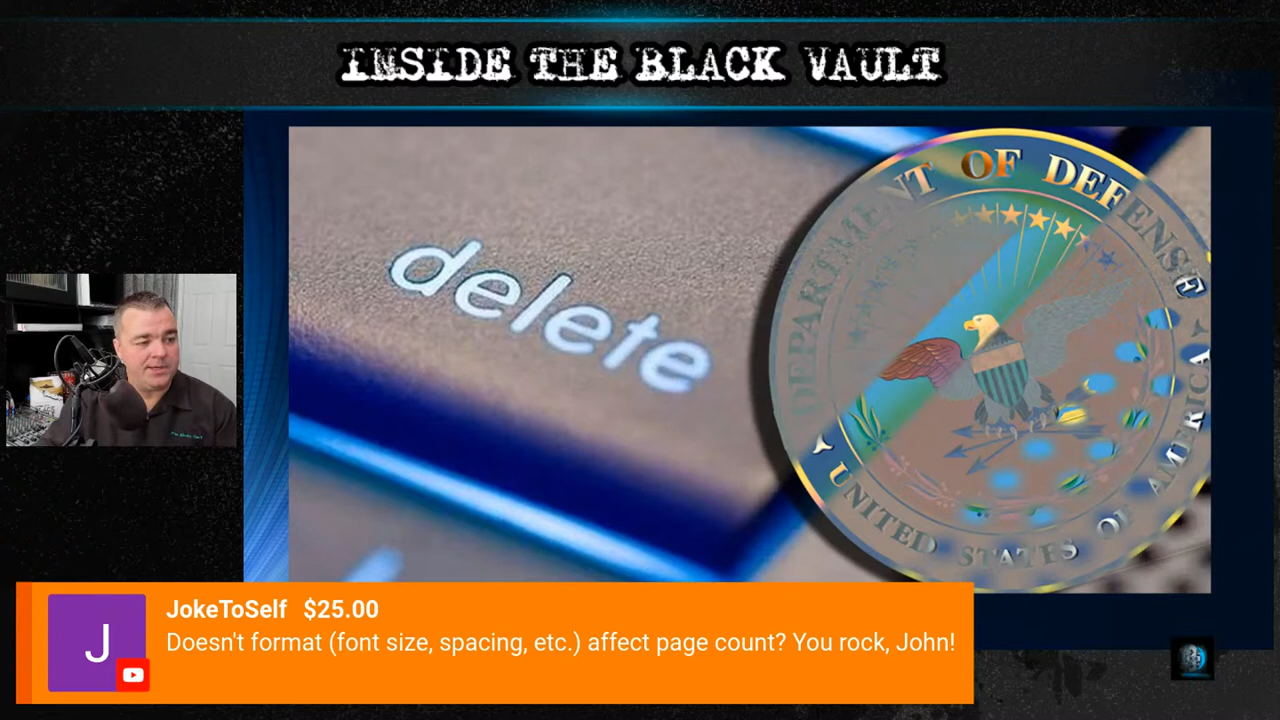 INSIDE THE BLACK VAULT
delete
DEPARTMENT OF DEFENSE
UNITED STATES OF AMERICA
J
JokeToSelf $25.00
Doesn't format (font size, spacing, etc.) affect page count? You rock, John!